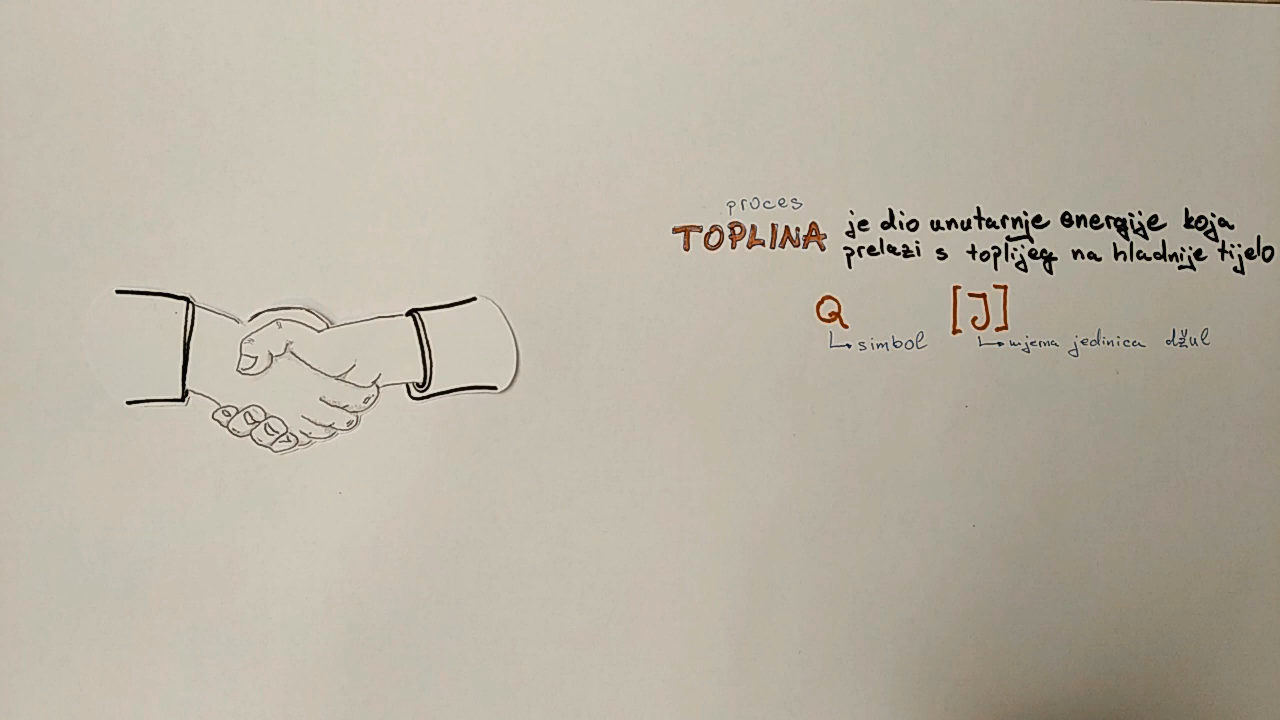 proces
TOPLINA je dio unutarnje energije koja
prelazi s toplijeg na hladnije tijelo
Q [J]
simbol mjerna jedinica džul